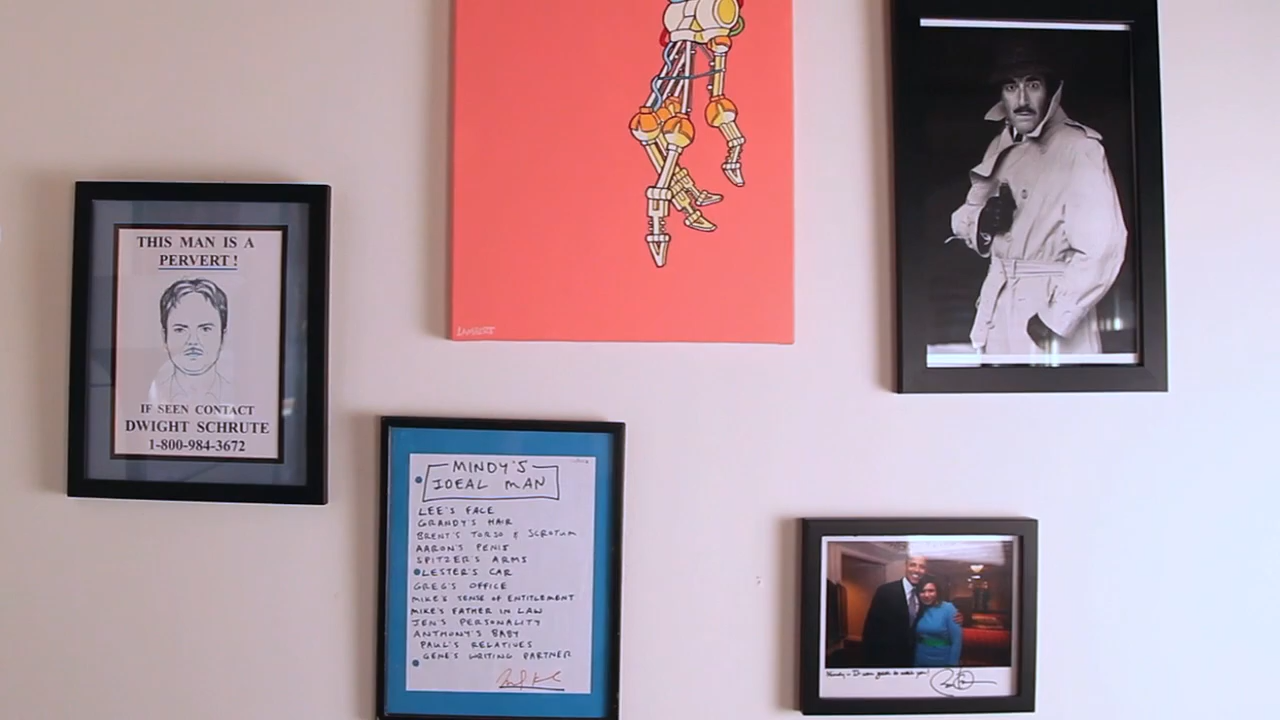 THIS MAN IS A
PERVERT!
IF SEEN CONTACT
DWIGHT SCHRUTE
1-800-984-3672
LAMBERT
MINDY'S
IDEAL MAN
LEE'S FACE
GRANDY'S HAIR
BRENT'S TORSO & SCROTUM
AARON'S PENIS
SPITZER'S ARMS
LESTER'S CAR
GREG'S OFFICE
MIKE'S SENSE OF ENTITLEMENT
MIKE'S FATHER IN LAW
JEN'S PERSONALITY
ANTHONY'S BABY
PAUL'S RELATIVES
GENE'S WRITING PARTNER
Mindy -